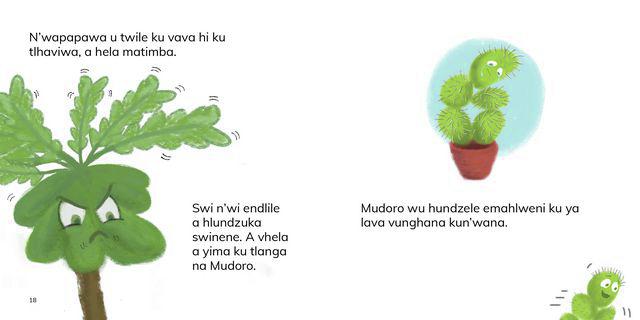 N'wapapawa u twile ku vava hi ku
tlhaviwa, a hela matimba.
Swi n'wi endlile
a hlundzuka
swinene. A vhela
a yima ku tlanga
na Mudoro.
18
Mudoro wu hundzele emahlweni ku ya
lava vunghana kun'wana.